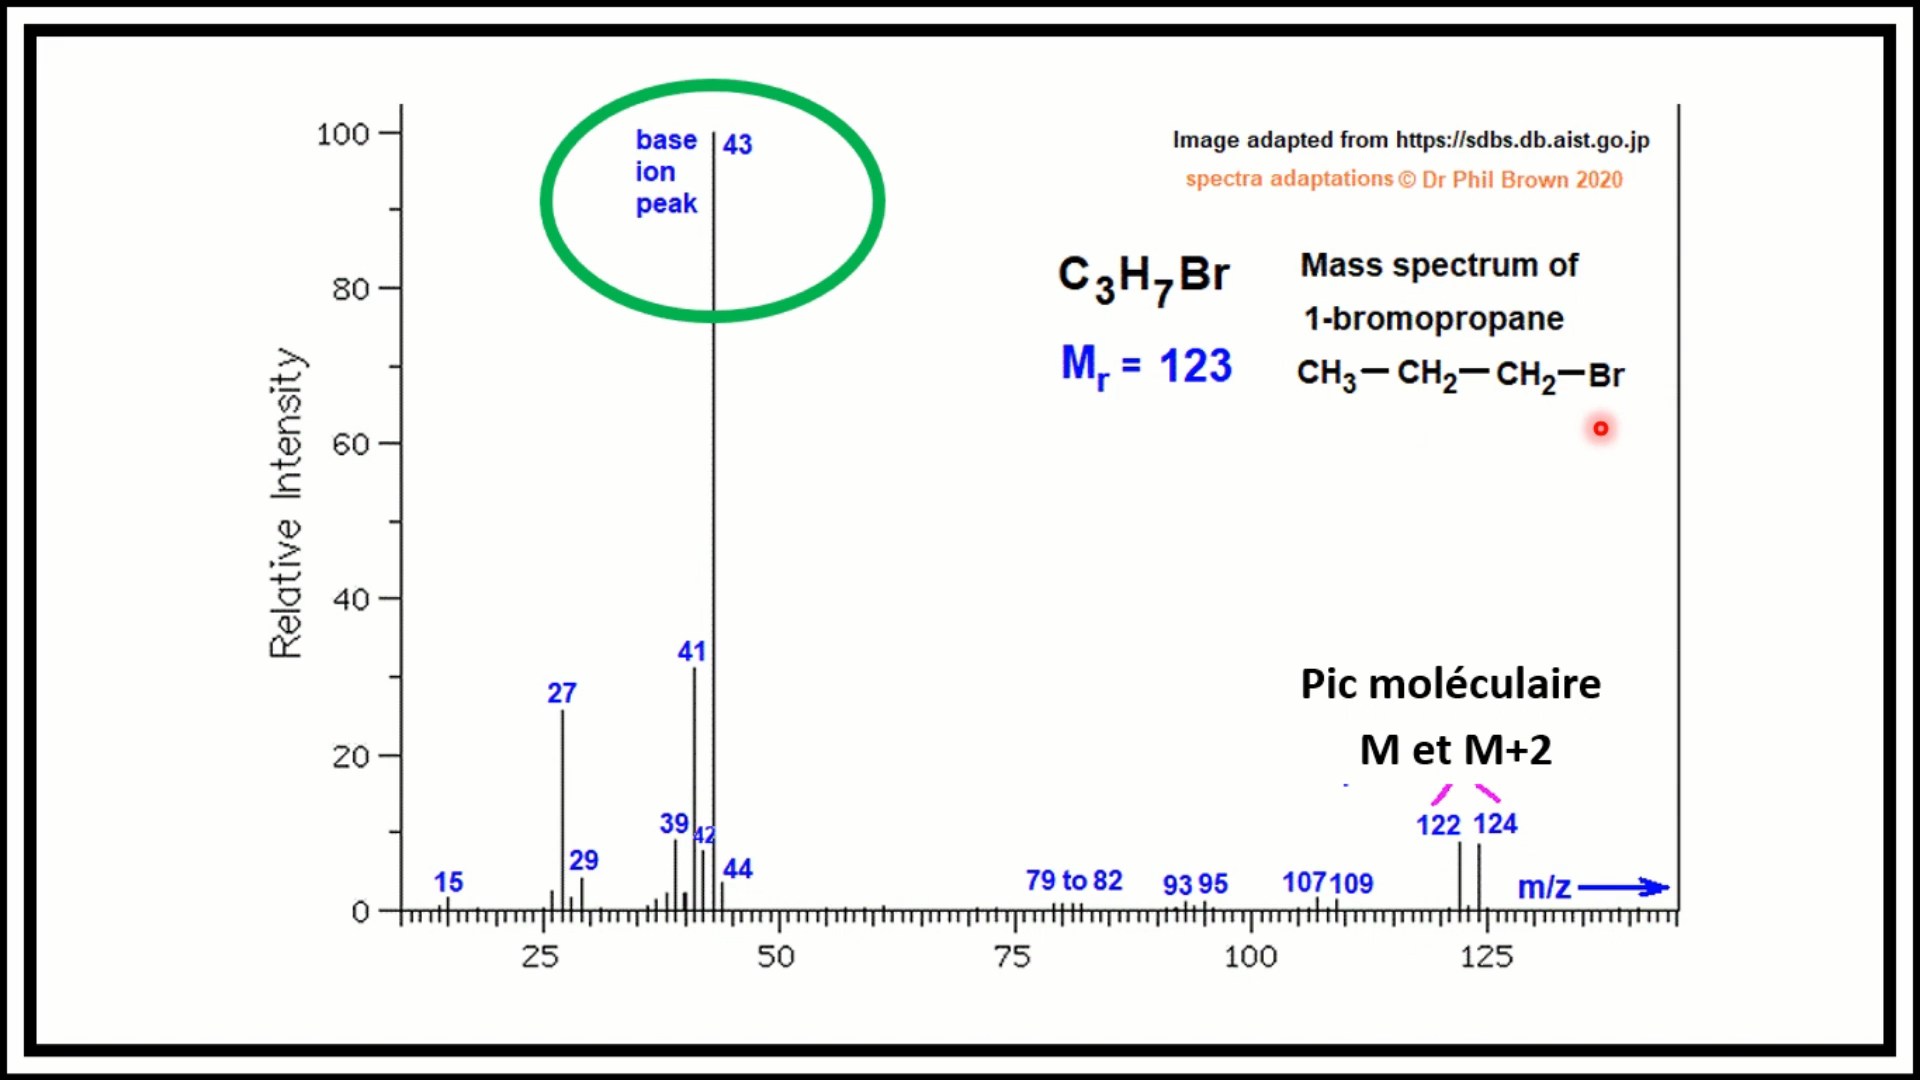 100
80
60
40
20
0
Relative Intensity
base
ion
peak
43
Image adapted from https://sdbs.db.aist.go.jp
spectra adaptations © Dr Phil Brown 2020
C3H7Br
Mr = 123
Mass spectrum of
1-bromopropane
CH3—CH2—CH2—Br
Pic moléculaire
M et M+2
122 124
15
27
29
39
41
42
44
79 to 82
93 95
107 109
m/z
25 50 75 100 125